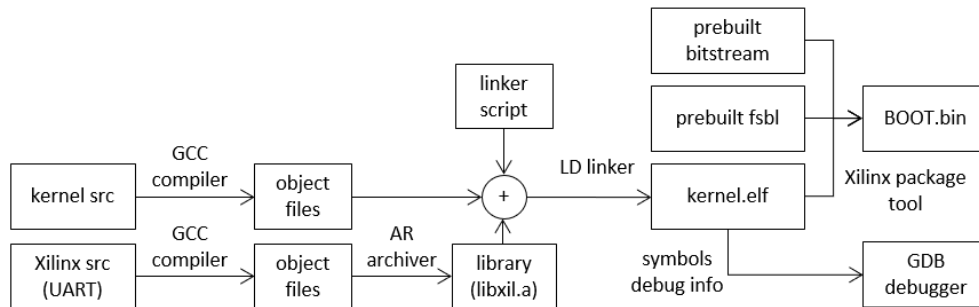 prebuilt
bitstream
linker
script
prebuilt fsbl
BOOT.bin
GCC
compiler
LD linker
Xilinx package
tool
kernel src
object
files
+
kernel.elf
GCC
compiler
AR
archiver
Xilinx src
(UART)
object
files
library
(libxil.a)
symbols
debug info
GDB
debugger